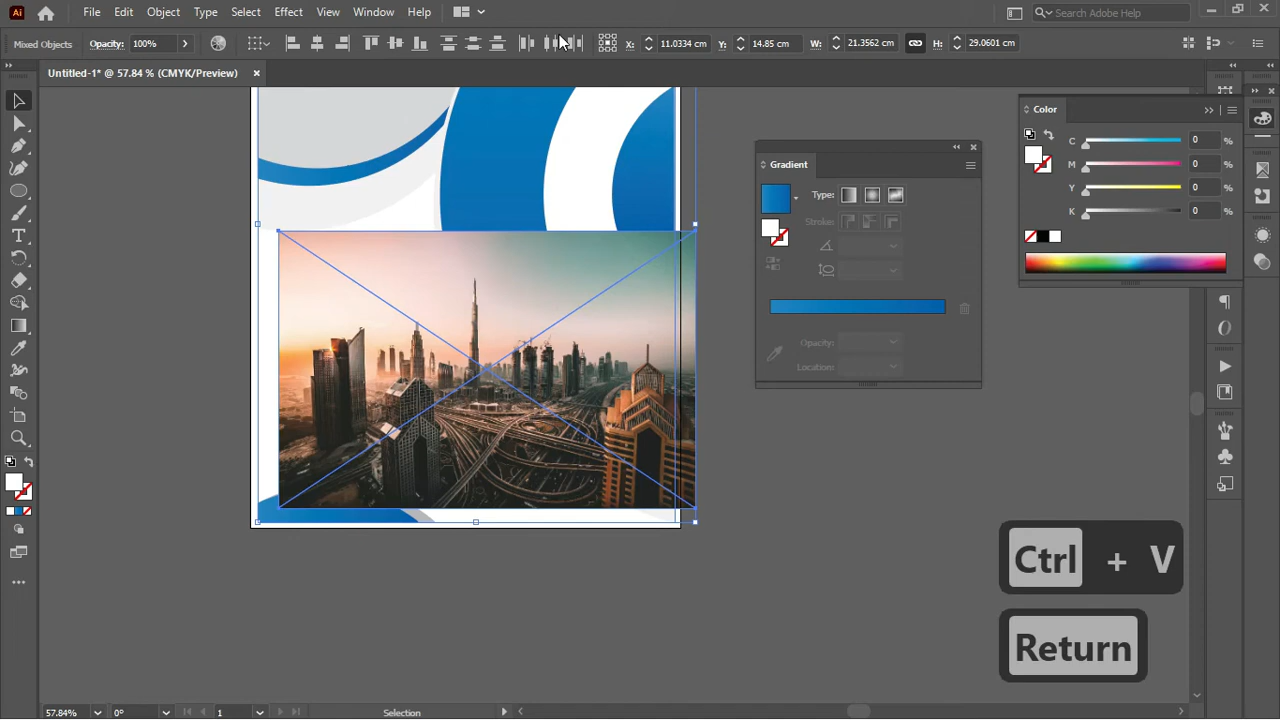 Ai File Edit Object Type Select Effect View Window Help Search Adobe Help
Mixed Objects Opacity: 100% X: 11.0334 cm Y: 14.85 cm W: 21.3562 cm H: 29.0601 cm
Untitled-1* @ 57.84 % (CMYK/Preview) ×
Color
C 0 %
M 0 %
Y 0 %
K 0 %
Gradient
Type:
Stroke:
Opacity:
Location:
Ctrl + V
Return
57.84% 0° 1 Selection